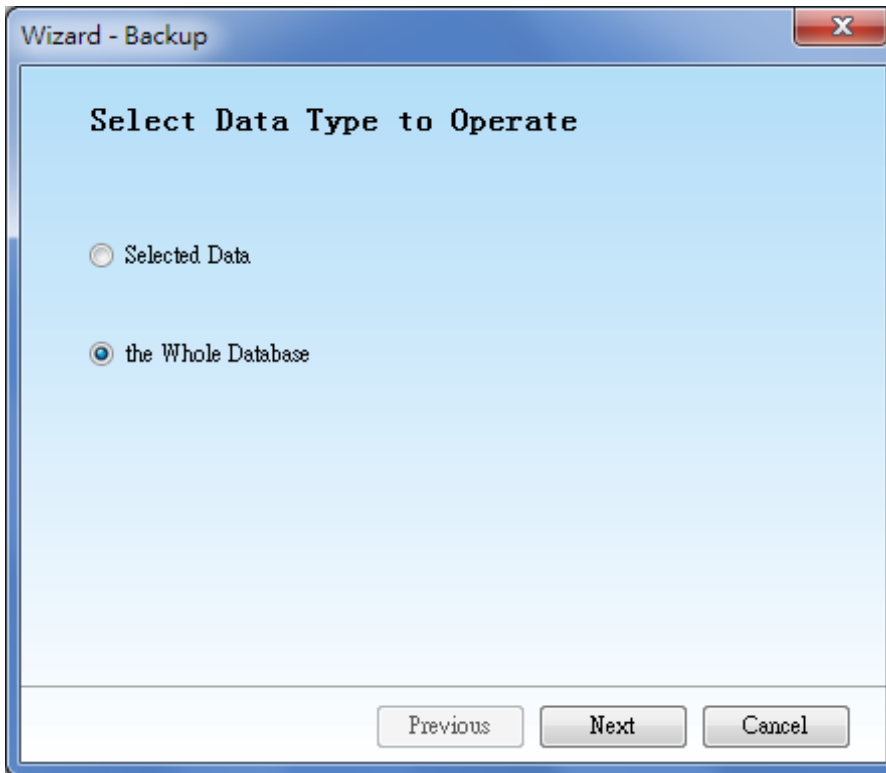 Wizard - Backup
Select Data Type to Operate
Selected Data
the Whole Database
Previous
Next
Cancel